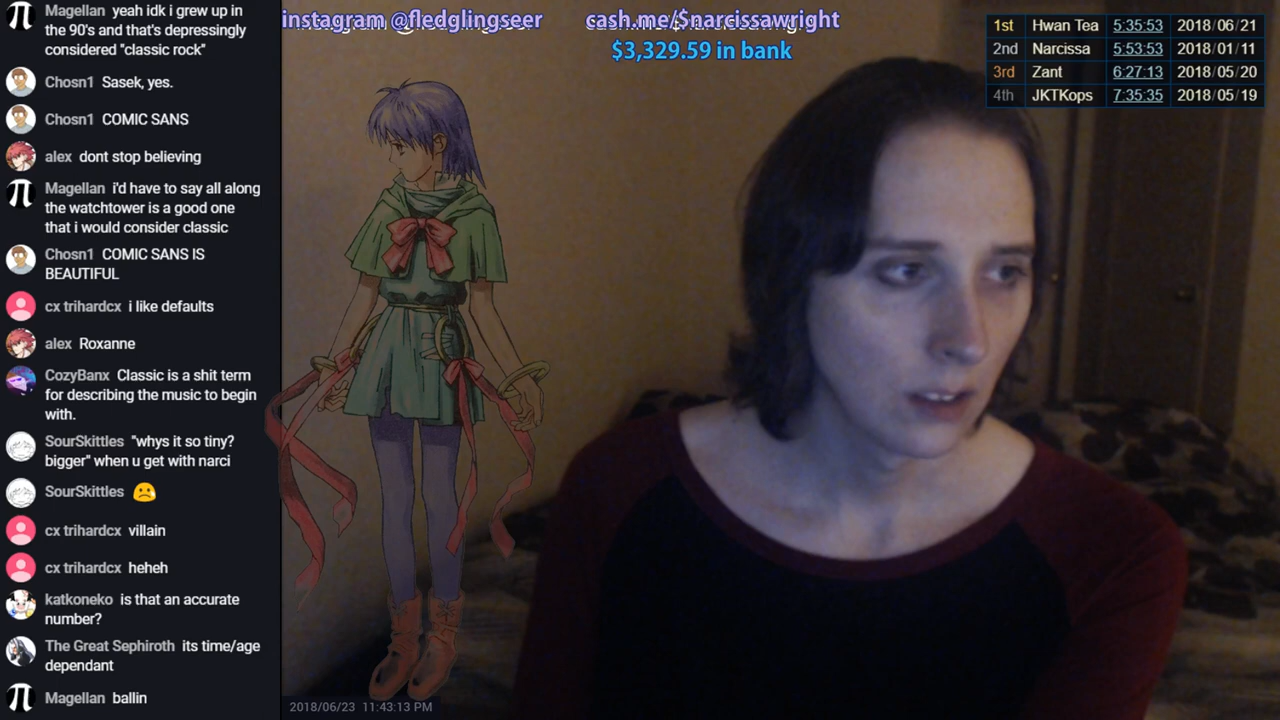 Magellan yeah idk i grew up in
the 90's and that's depressingly
considered "classic rock"
Chosn1 Sasek, yes.
Chosn1 COMIC SANS
alex dont stop believing
Magellan i'd have to say all along
the watchtower is a good one
that i would consider classic
Chosn1 COMIC SANS IS
BEAUTIFUL
cx trihardcx i like defaults
alex Roxanne
CozyBanx Classic is a shit term
for describing the music to begin
with.
SourSkittles "whys it so tiny?
bigger" when u get with narci
SourSkittles ☹️
cx trihardcx villain
cx trihardcx heheh
katkoneko is that an accurate
number?
The Great Sephiroth its time/age
dependant
Magellan ballin
instagram @fledglingseer
cash.me/$narcissawright
$3,329.59 in bank
1st Hwan Tea 5:35:53 2018/06/21
2nd Narcissa 5:53:53 2018/01/11
3rd Zant 6:27:13 2018/05/20
4th JKTKops 7:35:35 2018/05/19
2018/06/23 11:43:13 PM